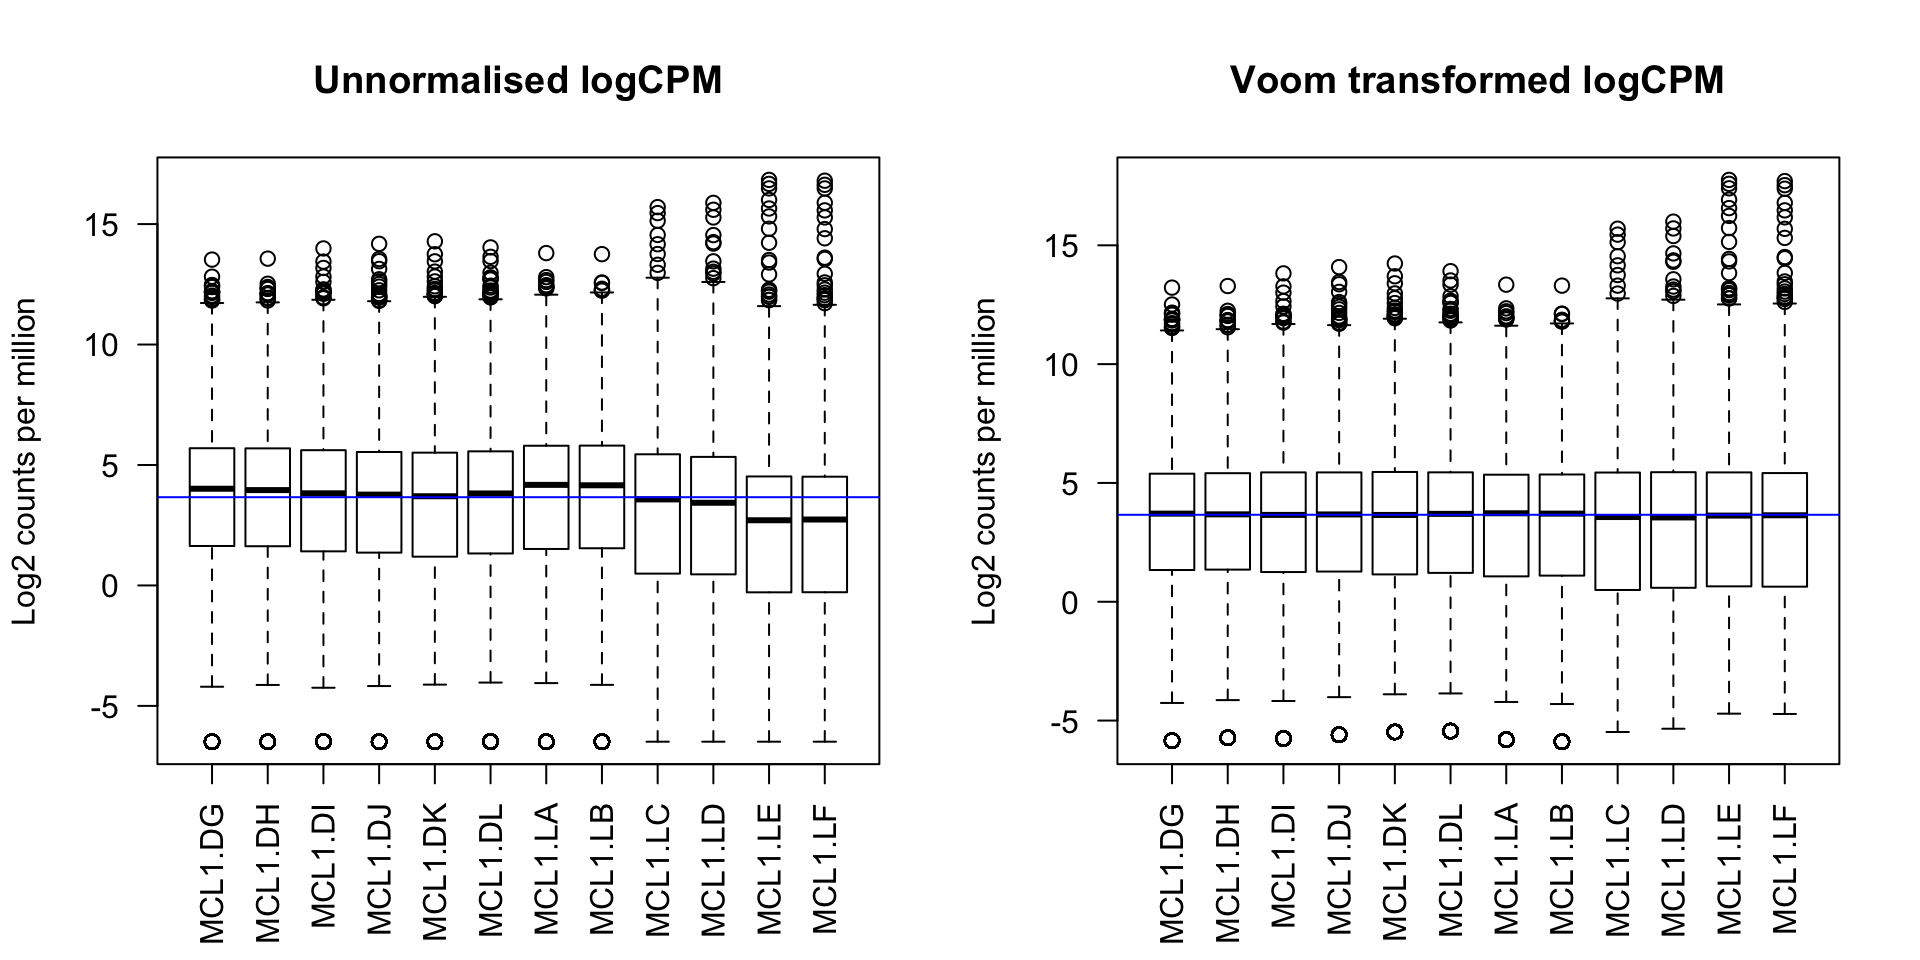 Unnormalised logCPM
Log2 counts per million
15
10
5
0
-5
MCL1.DG
MCL1.DH
MCL1.DI
MCL1.DJ
MCL1.DK
MCL1.DL
MCL1.LA
MCL1.LB
MCL1.LC
MCL1.LD
MCL1.LE
MCL1.LF
Voom transformed logCPM
Log2 counts per million
15
10
5
0
-5
MCL1.DG
MCL1.DH
MCL1.DI
MCL1.DJ
MCL1.DK
MCL1.DL
MCL1.LA
MCL1.LB
MCL1.LC
MCL1.LD
MCL1.LE
MCL1.LF